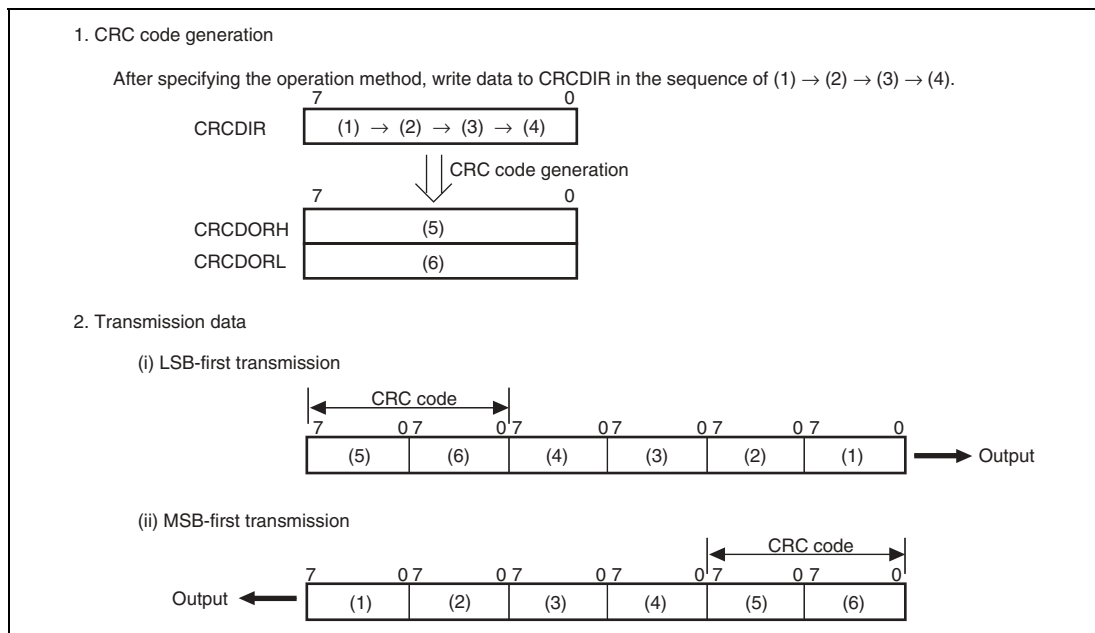 1. CRC code generation
After specifying the operation method, write data to CRCDIR in the sequence of (1) → (2) → (3) → (4).
7 0
CRCDIR (1) → (2) → (3) → (4)
CRC code generation
7 0
CRCDORH (5)
CRCDORL (6)
2. Transmission data
(i) LSB-first transmission
CRC code
7 0 7 0 7 0 7 0 7 0 7 0
(5) (6) (4) (3) (2) (1) Output
(ii) MSB-first transmission
CRC code
7 0 7 0 7 0 7 0 7 0 7 0
Output (1) (2) (3) (4) (5) (6)